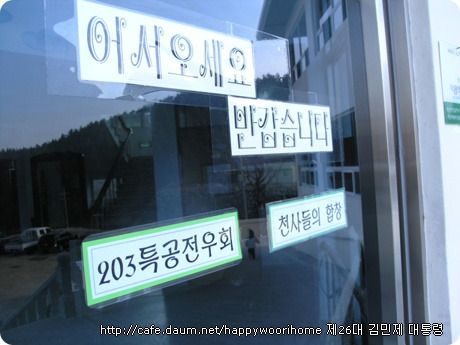 어서오세요
반갑습니다
203특공전우회
천사들의 합창
http://cafe.daum.net/happywoorihome 제26대 김민제 대통령